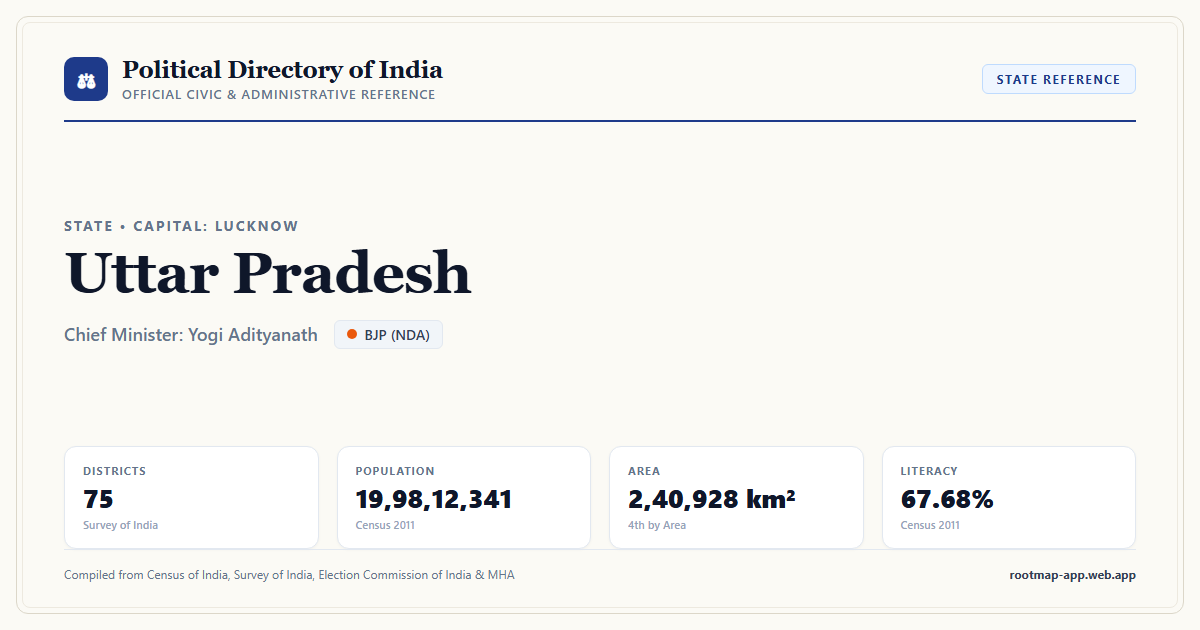 Political Directory of India
OFFICIAL CIVIC & ADMINISTRATIVE REFERENCE
STATE REFERENCE
STATE • CAPITAL: LUCKNOW
Uttar Pradesh
Chief Minister: Yogi Adityanath
BJP (NDA)
DISTRICTS
75
Survey of India
POPULATION
19,98,12,341
Census 2011
AREA
2,40,928 km²
4th by Area
LITERACY
67.68%
Census 2011
Compiled from Census of India, Survey of India, Election Commission of India & MHA
rootmap-app.web.app